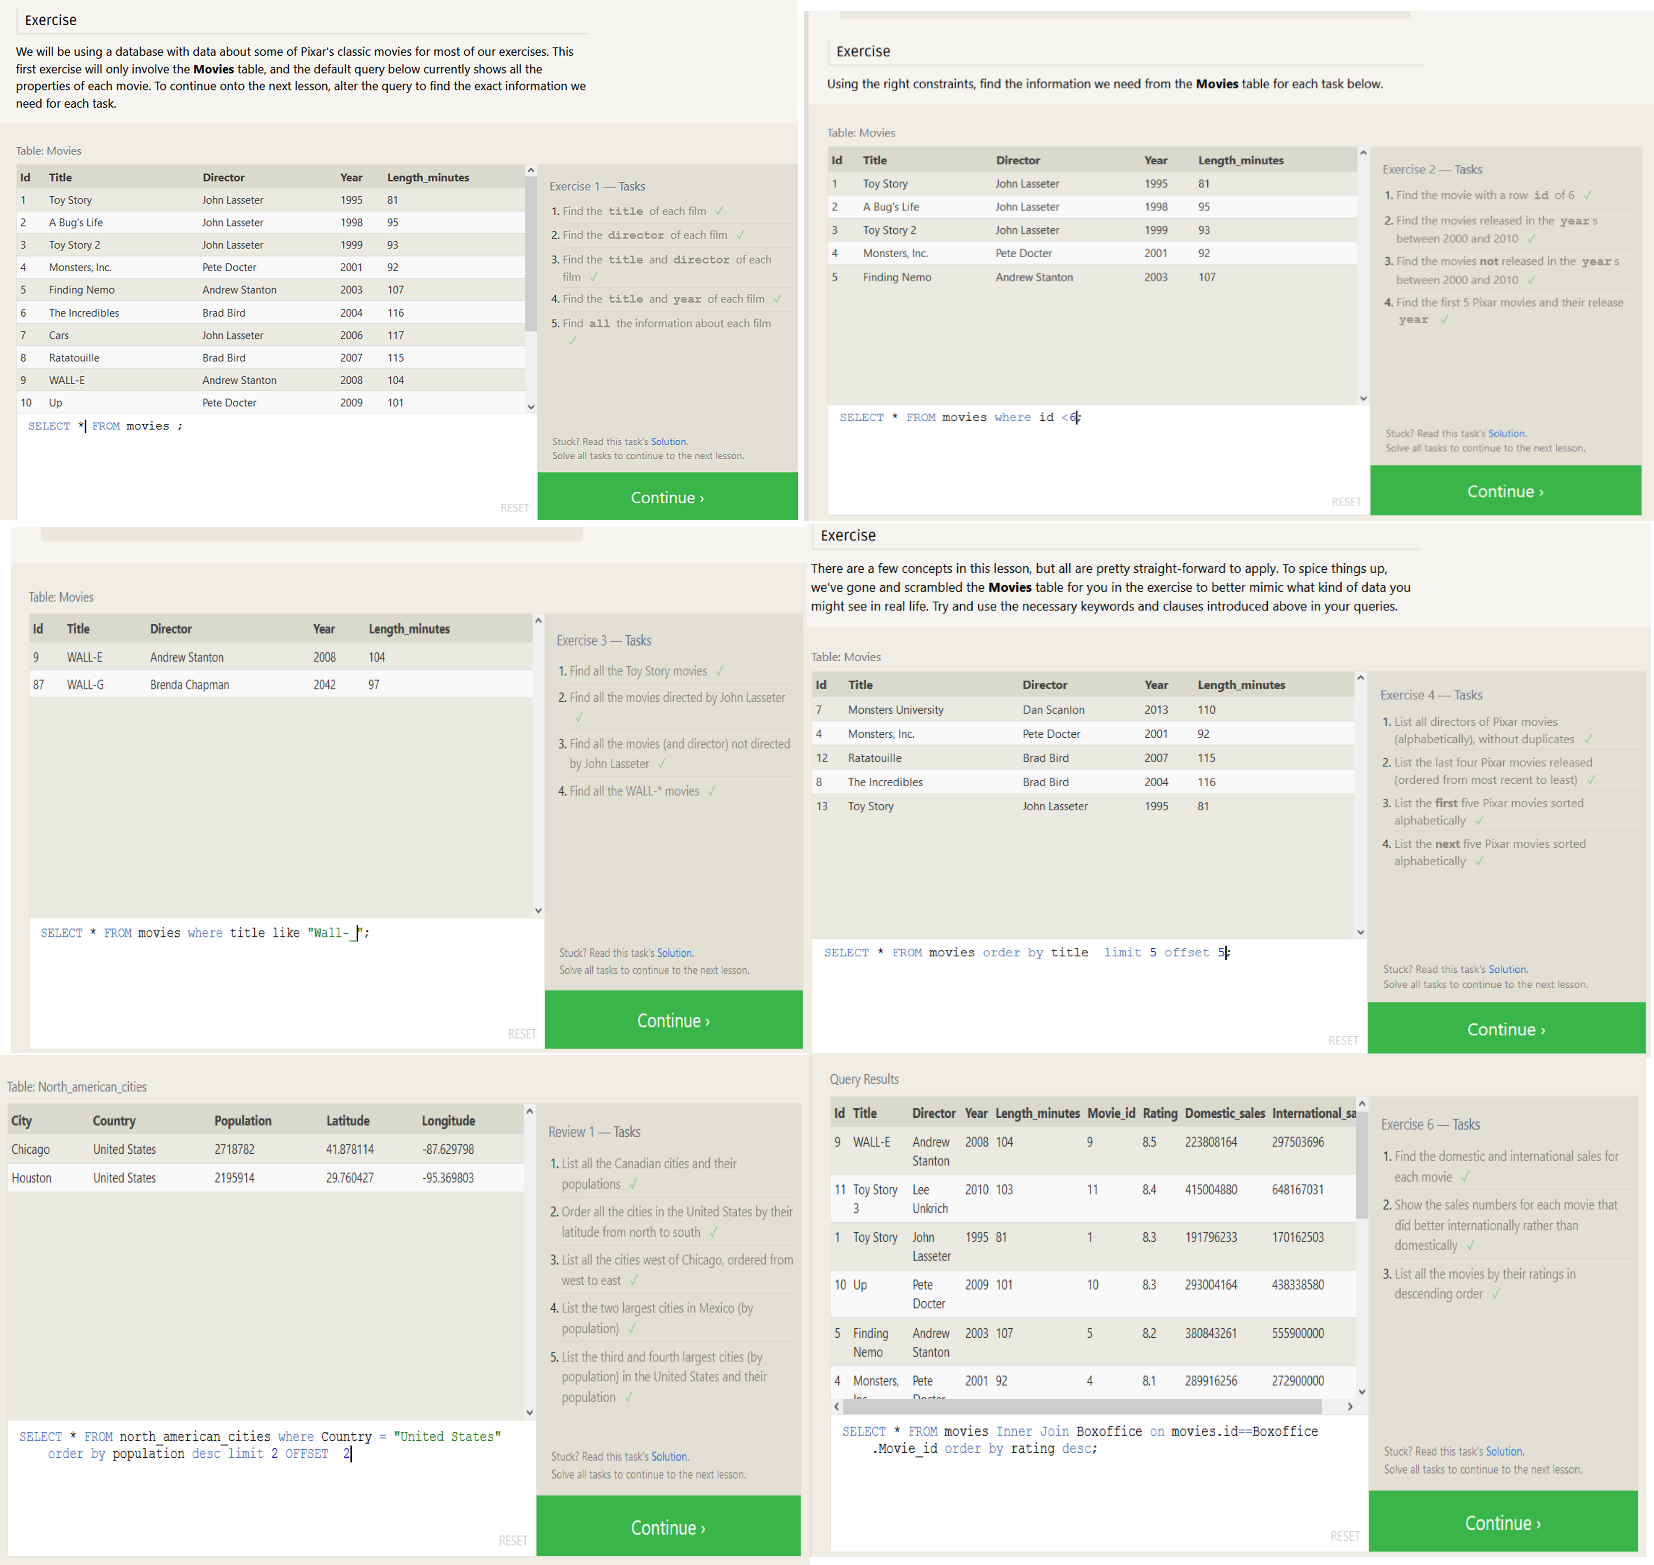 Exercise
We will be using a database with data about some of Pixar's classic movies for most of our exercises. This
first exercise will only involve the Movies table, and the default query below currently shows all the
properties of each movie. To continue onto the next lesson, alter the query to find the exact information we
need for each task.
Table: Movies
Id Title Director Year Length_minutes
1 Toy Story John Lasseter 1995 81
2 A Bug's Life John Lasseter 1998 95
3 Toy Story 2 John Lasseter 1999 93
4 Monsters, Inc. Pete Docter 2001 92
5 Finding Nemo Andrew Stanton 2003 107
6 The Incredibles Brad Bird 2004 116
7 Cars John Lasseter 2006 117
8 Ratatouille Brad Bird 2007 115
9 WALL-E Andrew Stanton 2008 104
10 Up Pete Docter 2009 101
SELECT * FROM movies ;
RESET
Exercise 1 — Tasks
1. Find the title of each film ✓
2. Find the director of each film ✓
3. Find the title and director of each
film ✓
4. Find the title and year of each film ✓
5. Find all the information about each film
✓
Stuck? Read this task's Solution.
Solve all tasks to continue to the next lesson.
Continue ›
Exercise
Using the right constraints, find the information we need from the Movies table for each task below.
Table: Movies
Id Title Director Year Length_minutes
1 Toy Story John Lasseter 1995 81
2 A Bug's Life John Lasseter 1998 95
3 Toy Story 2 John Lasseter 1999 93
4 Monsters, Inc. Pete Docter 2001 92
5 Finding Nemo Andrew Stanton 2003 107
SELECT * FROM movies where id <6;
RESET
Exercise 2 — Tasks
1. Find the movie with a row id of 6 ✓
2. Find the movies released in the year s
between 2000 and 2010 ✓
3. Find the movies not released in the year s
between 2000 and 2010 ✓
4. Find the first 5 Pixar movies and their release
year ✓
Stuck? Read this task's Solution.
Solve all tasks to continue to the next lesson.
Continue ›
Table: Movies
Id Title Director Year Length_minutes
9 WALL-E Andrew Stanton 2008 104
87 WALL-G Brenda Chapman 2042 97
SELECT * FROM movies where title like "Wall-_";
RESET
Exercise 3 — Tasks
1. Find all the Toy Story movies ✓
2. Find all the movies directed by John Lasseter
✓
3. Find all the movies (and director) not directed
by John Lasseter ✓
4. Find all the WALL-* movies ✓
Stuck? Read this task's Solution.
Solve all tasks to continue to the next lesson.
Continue ›
Exercise
There are a few concepts in this lesson, but all are pretty straight-forward to apply. To spice things up,
we've gone and scrambled the Movies table for you in the exercise to better mimic what kind of data you
might see in real life. Try and use the necessary keywords and clauses introduced above in your queries.
Table: Movies
Id Title Director Year Length_minutes
7 Monsters University Dan Scanlon 2013 110
4 Monsters, Inc. Pete Docter 2001 92
12 Ratatouille Brad Bird 2007 115
8 The Incredibles Brad Bird 2004 116
13 Toy Story John Lasseter 1995 81
SELECT * FROM movies order by title limit 5 offset 5;
RESET
Exercise 4 — Tasks
1. List all directors of Pixar movies
(alphabetically), without duplicates ✓
2. List the last four Pixar movies released
(ordered from most recent to least) ✓
3. List the first five Pixar movies sorted
alphabetically ✓
4. List the next five Pixar movies sorted
alphabetically ✓
Stuck? Read this task's Solution.
Solve all tasks to continue to the next lesson.
Continue ›
Table: North_american_cities
City Country Population Latitude Longitude
Chicago United States 2718782 41.878114 -87.629798
Houston United States 2195914 29.760427 -95.369803
SELECT * FROM north_american_cities where Country = "United States"
order by population desc limit 2 OFFSET 2
RESET
Review 1 — Tasks
1. List all the Canadian cities and their
populations ✓
2. Order all the cities in the United States by their
latitude from north to south ✓
3. List all the cities west of Chicago, ordered from
west to east ✓
4. List the two largest cities in Mexico (by
population) ✓
5. List the third and fourth largest cities (by
population) in the United States and their
population ✓
Stuck? Read this task's Solution.
Solve all tasks to continue to the next lesson.
Continue ›
Query Results
Id Title Director Year Length_minutes Movie_id Rating Domestic_sales International_sa
9 WALL-E Andrew 2008 104 9 8.5 223808164 297503696
Stanton
11 Toy Story Lee 2010 103 11 8.4 415004880 648167031
3 Unkrich
1 Toy Story John 1995 81 1 8.3 191796233 170162503
Lasseter
10 Up Pete 2009 101 10 8.3 293004164 438338580
Docter
5 Finding Andrew 2003 107 5 8.2 380843261 555900000
Nemo Stanton
4 Monsters, Pete 2001 92 4 8.1 289916256 272900000
SELECT * FROM movies Inner Join Boxoffice on movies.id==Boxoffice
.Movie_id order by rating desc;
RESET
Exercise 6 — Tasks
1. Find the domestic and international sales for
each movie ✓
2. Show the sales numbers for each movie that
did better internationally rather than
domestically ✓
3. List all the movies by their ratings in
descending order ✓
Stuck? Read this task's Solution.
Solve all tasks to continue to the next lesson.
Continue ›